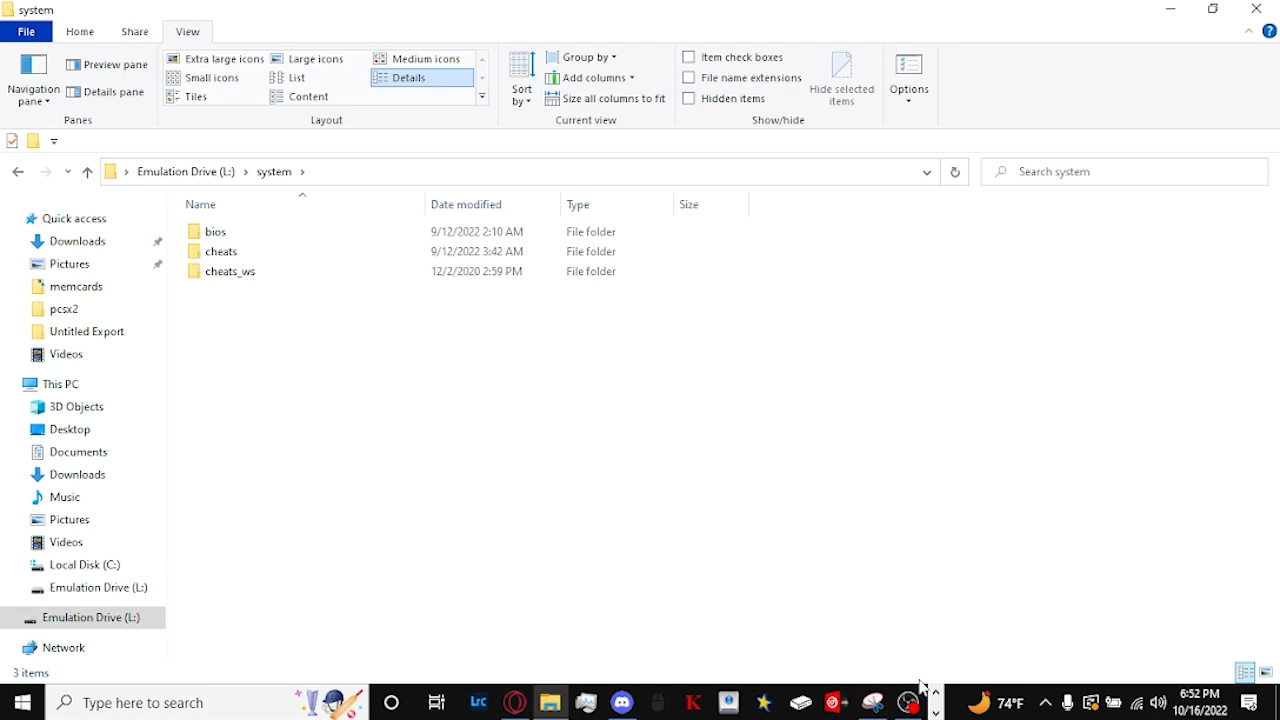 system
File Home Share View
Navigation pane
Preview pane
Details pane
Panes
Extra large icons Large icons Medium icons
Small icons List Details
Tiles Content
Layout
Sort by
Group by
Add columns
Size all columns to fit
Current view
Item check boxes
File name extensions
Hidden items
Hide selected items
Show/hide
Options
Emulation Drive (L:) > system >
Search system
Name Date modified Type Size
bios 9/12/2022 2:10 AM File folder
cheats 9/12/2022 3:42 AM File folder
cheats_ws 12/2/2020 2:59 PM File folder
Quick access
Downloads
Pictures
memcards
pcsx2
Untitled Export
Videos
This PC
3D Objects
Desktop
Documents
Downloads
Music
Pictures
Videos
Local Disk (C:)
Emulation Drive (L:)
Emulation Drive (L:)
Network
3 items
Type here to search
Lrc
K
74°F
6:52 PM
10/16/2022